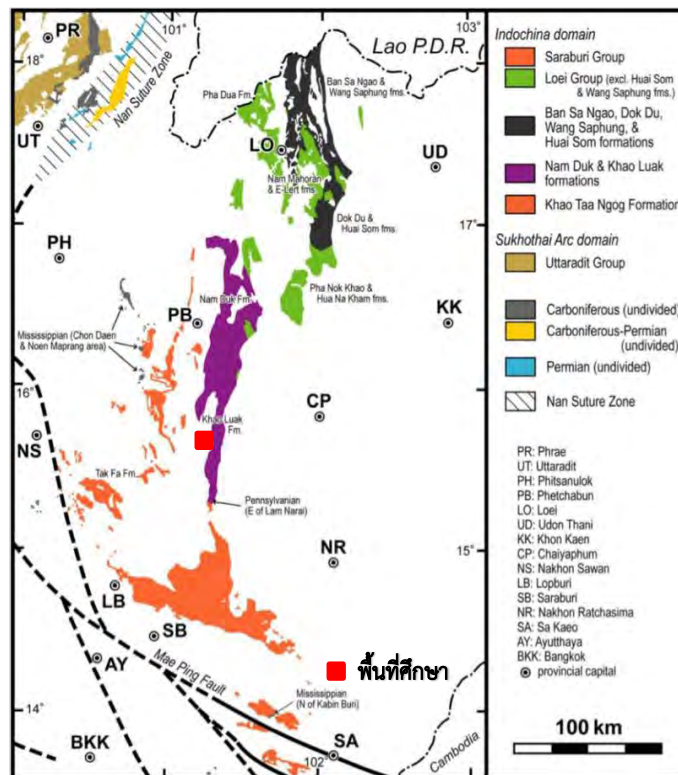 101°
103°
18°
PR
Lao P.D.R.
Nan Suture Zone
UT
Pha Dua Fm.
Ban Sa Ngao &
Wang Saphung fms.
LO
UD
Nam Mahoran
& E-Lert fms
17°
Dok Du &
Huai Som fms.
PH
Pha Nok Khao &
Hua Na Kham fms.
Nam Duk Fm.
PB
KK
Mississippian (Chon Daen
& Noen Maprang area)
16°
CP
Khao Luak
Fm.
NS
Tak Fa Fm.
Pennsylvanian
(E of Lam Narai)
15°
NR
LB
SB
AY
Mae Ping Fault
พื้นที่ศึกษา
Mississippian
(N of Kabin Buri)
14°
BKK
102°
SA
Cambodia
Indochina domain
Saraburi Group
Loei Group (excl. Huai Som
& Wang Saphung fms.)
Ban Sa Ngao, Dok Du,
Wang Saphung, &
Huai Som formations
Nam Duk & Khao Luak
formations
Khao Taa Ngog Formation
Sukhothai Arc domain
Uttaradit Group
Carboniferous (undivided)
Carboniferous-Permian
(undivided)
Permian (undivided)
Nan Suture Zone
PR: Phrae
UT: Uttaradit
PH: Phitsanulok
PB: Phetchabun
LO: Loei
UD: Udon Thani
KK: Khon Kaen
CP: Chaiyaphum
NS: Nakhon Sawan
LB: Lopburi
SB: Saraburi
NR: Nakhon Ratchasima
SA: Sa Kaeo
AY: Ayutthaya
BKK: Bangkok
provincial capital
100 km